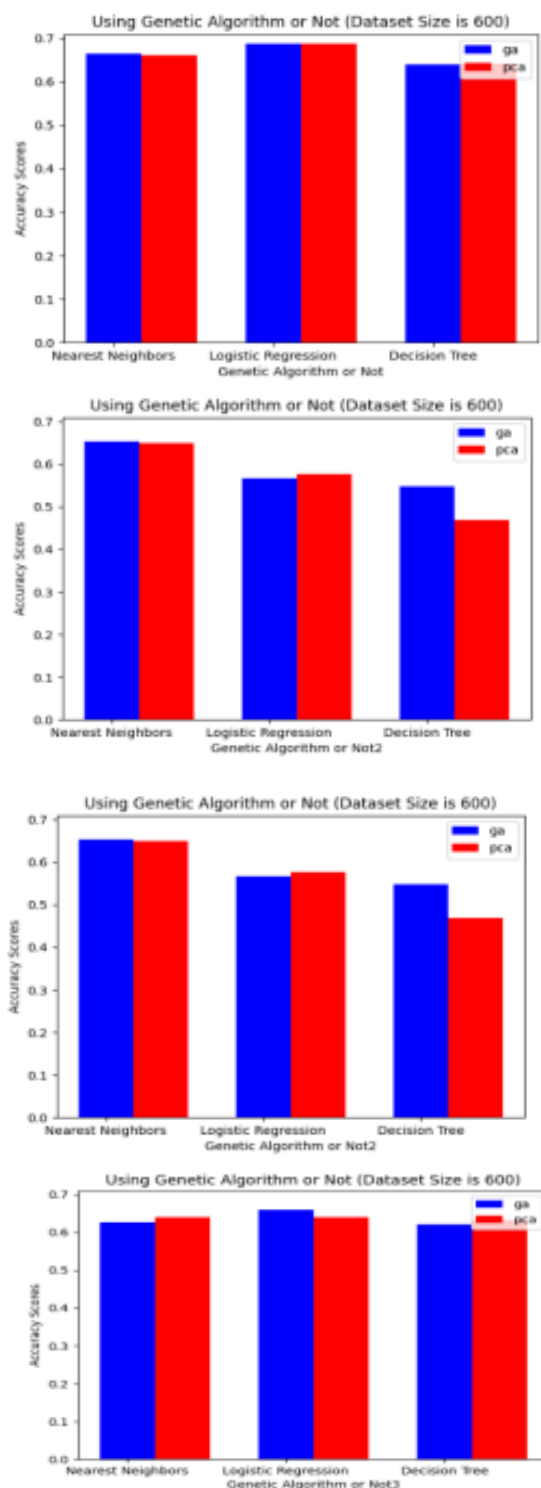 Using Genetic Algorithm or Not (Dataset Size is 600)
0.7
0.6
0.5
0.4
0.3
0.2
0.1
0.0
Accuracy Scores
ga
pca
Nearest Neighbors Logistic Regression Decision Tree
Genetic Algorithm or Not
Using Genetic Algorithm or Not (Dataset Size is 600)
0.7
0.6
0.5
0.4
0.3
0.2
0.1
0.0
Accuracy Scores
ga
pca
Nearest Neighbors Logistic Regression Decision Tree
Genetic Algorithm or Not2
Using Genetic Algorithm or Not (Dataset Size is 600)
0.7
0.6
0.5
0.4
0.3
0.2
0.1
0.0
Accuracy Scores
ga
pca
Nearest Neighbors Logistic Regression Decision Tree
Genetic Algorithm or Not2
Using Genetic Algorithm or Not (Dataset Size is 600)
0.7
0.6
0.5
0.4
0.3
0.2
0.1
0.0
Accuracy Scores
ga
pca
Nearest Neighbors Logistic Regression Decision Tree
Genetic Algorithm or Not3